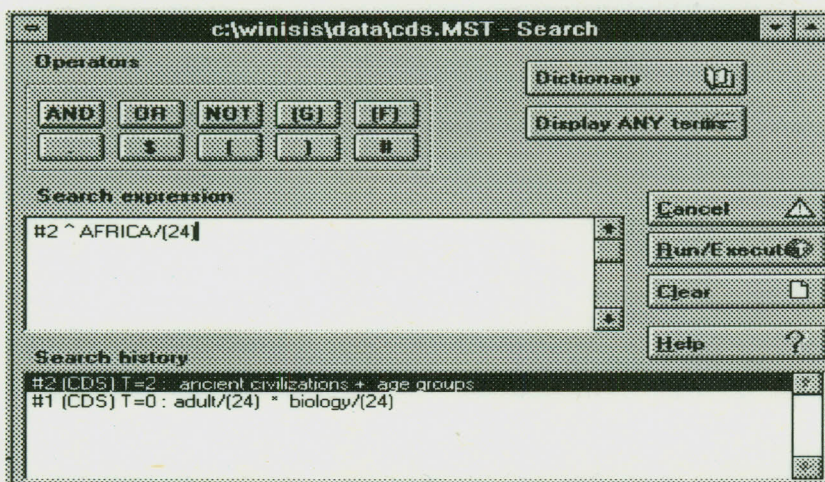 c:\winisis\data\cds.MST - Search
Operators
Dictionary
AND OR NOT (G) (F)
Display ANY terms
. $ ( ) #
Search expression
#2 ^ AFRICA/(24)
Cancel
Run/Execute
Clear
Help ?
Search history
#2 (CDS) T=2 : ancient civilizations + age groups
#1 (CDS) T=0 : adult/(24) * biology/(24)